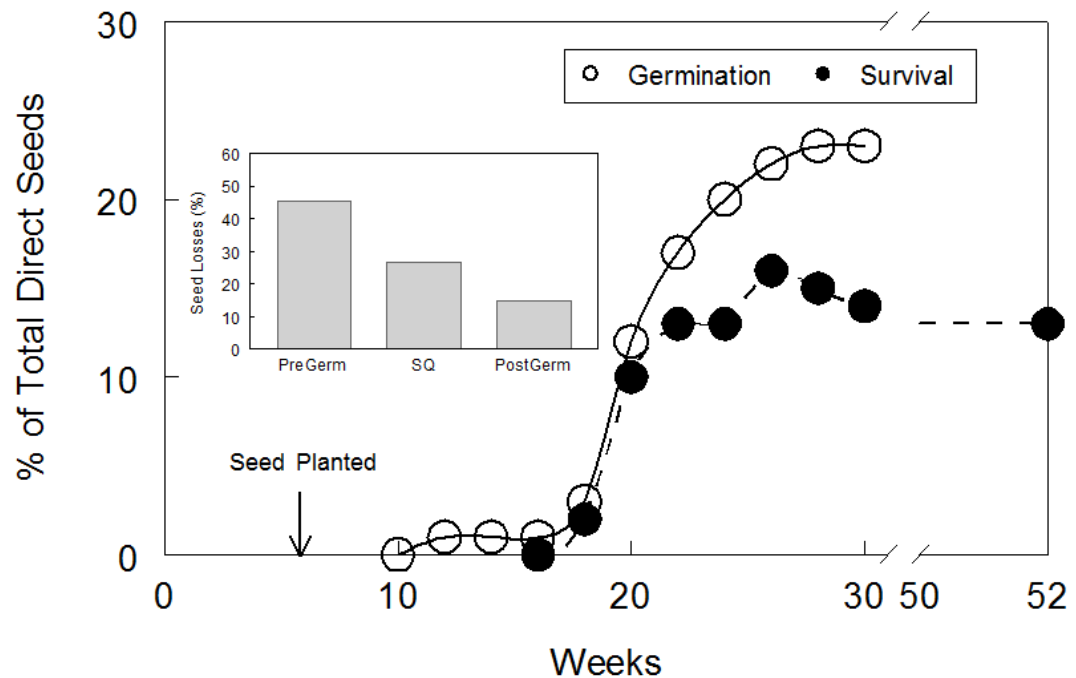 30
Germination Survival
% of Total Direct Seeds
60
50
40
30
20
10
0
Seed Losses (%)
PreGerm SQ PostGerm
20
10
Seed Planted
0
0 10 20 30 50 52
Weeks